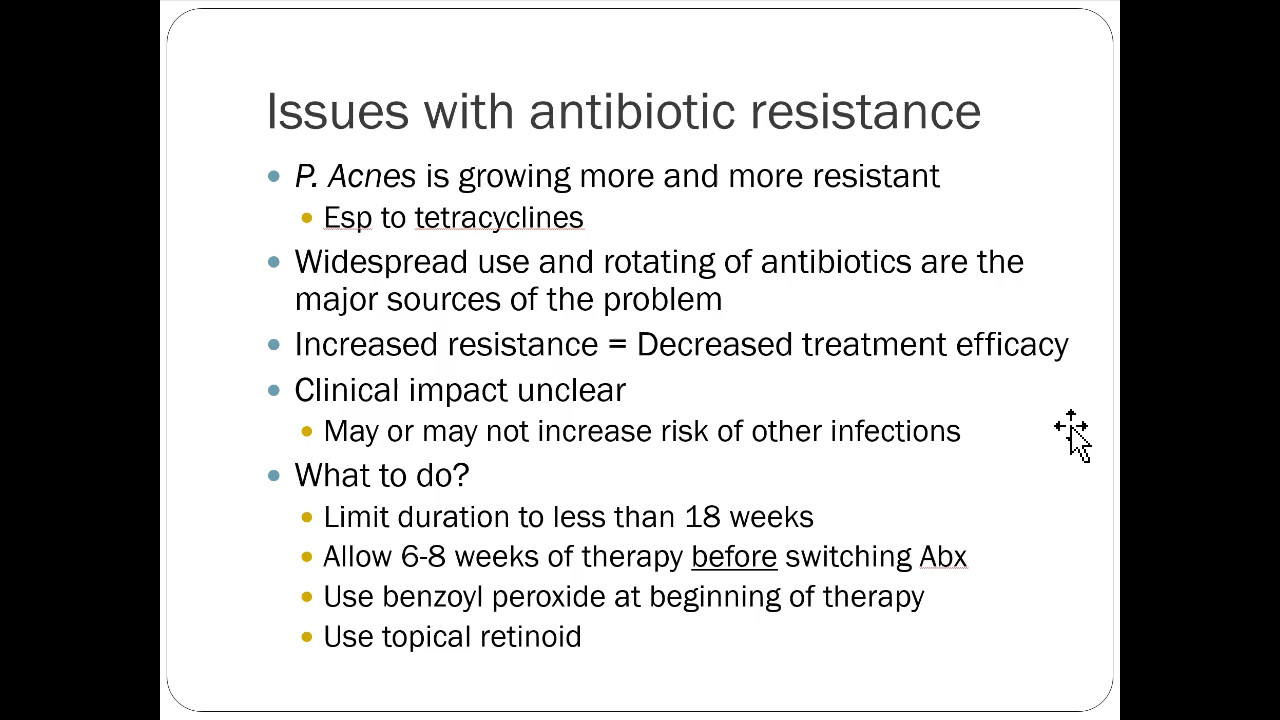 Issues with antibiotic resistance
• P. Acnes is growing more and more resistant
• Esp to tetracyclines
• Widespread use and rotating of antibiotics are the
major sources of the problem
• Increased resistance = Decreased treatment efficacy
• Clinical impact unclear
• May or may not increase risk of other infections
• What to do?
• Limit duration to less than 18 weeks
• Allow 6-8 weeks of therapy before switching Abx
• Use benzoyl peroxide at beginning of therapy
• Use topical retinoid